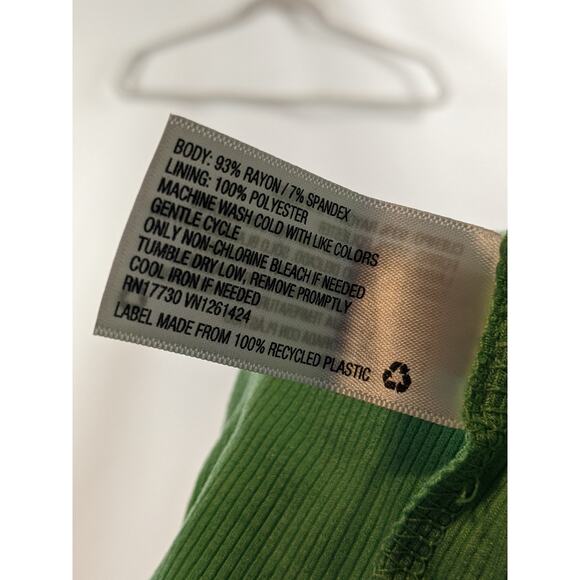 BODY: 93% RAYON / 7% SPANDEX
LINING: 100% POLYESTER
MACHINE WASH COLD WITH LIKE COLORS
GENTLE CYCLE
ONLY NON-CHLORINE BLEACH IF NEEDED
TUMBLE DRY LOW, REMOVE PROMPTLY
COOL IRON IF NEEDED
RN17730 VN1261424
LABEL MADE FROM 100% RECYCLED PLASTIC